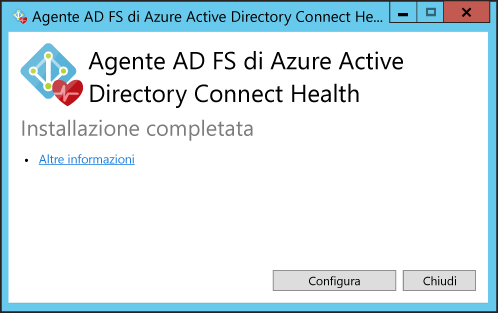 Agente AD FS di Azure Active Directory Connect He...
Agente AD FS di Azure Active
Directory Connect Health
Installazione completata
• Altre informazioni
Configura
Chiudi